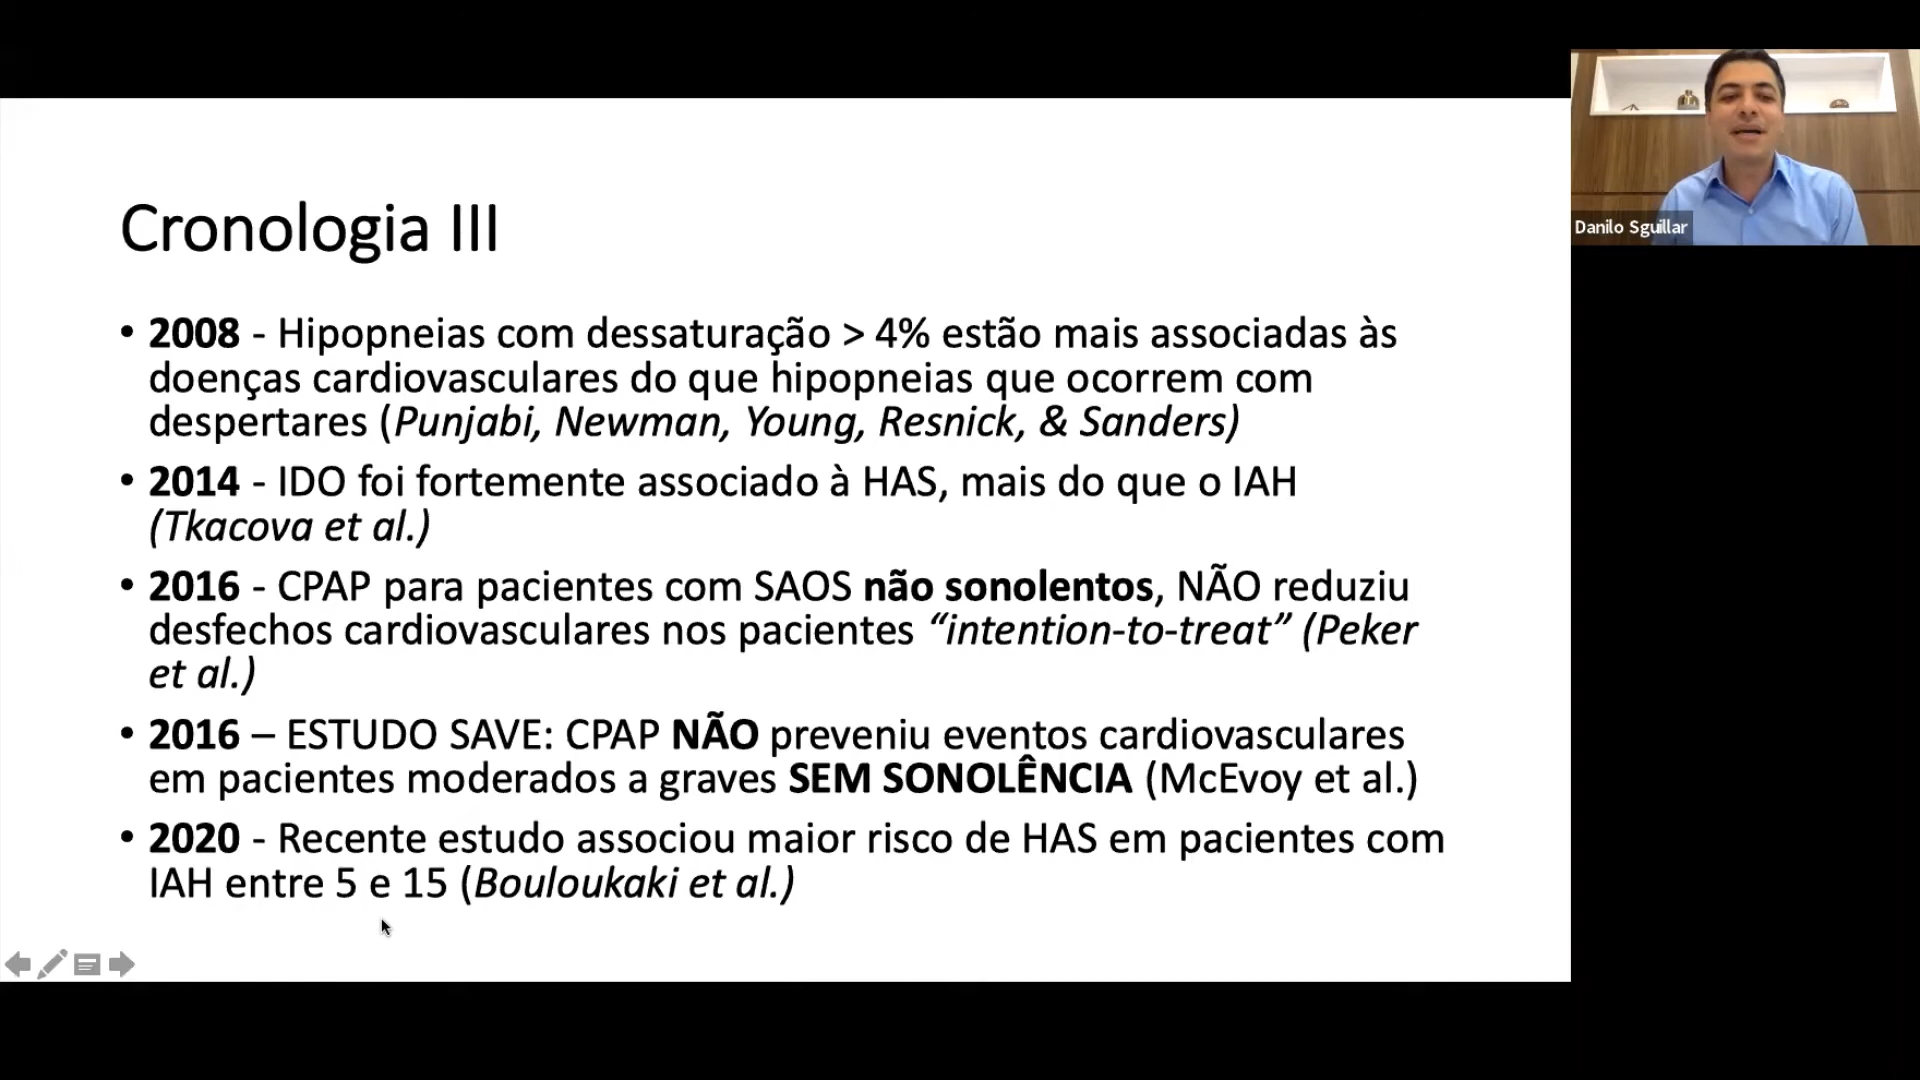 Cronologia III
• 2008 - Hipopneias com dessaturação > 4% estão mais associadas às
doenças cardiovasculares do que hipopneias que ocorrem com
despertares (Punjabi, Newman, Young, Resnick, & Sanders)
• 2014 - IDO foi fortemente associado à HAS, mais do que o IAH
(Tkacova et al.)
• 2016 - CPAP para pacientes com SAOS não sonolentos, NÃO reduziu
desfechos cardiovasculares nos pacientes “intention-to-treat” (Peker
et al.)
• 2016 – ESTUDO SAVE: CPAP NÃO preveniu eventos cardiovasculares
em pacientes moderados a graves SEM SONOLÊNCIA (McEvoy et al.)
• 2020 - Recente estudo associou maior risco de HAS em pacientes com
IAH entre 5 e 15 (Bouloukaki et al.)
Danilo Sguillar